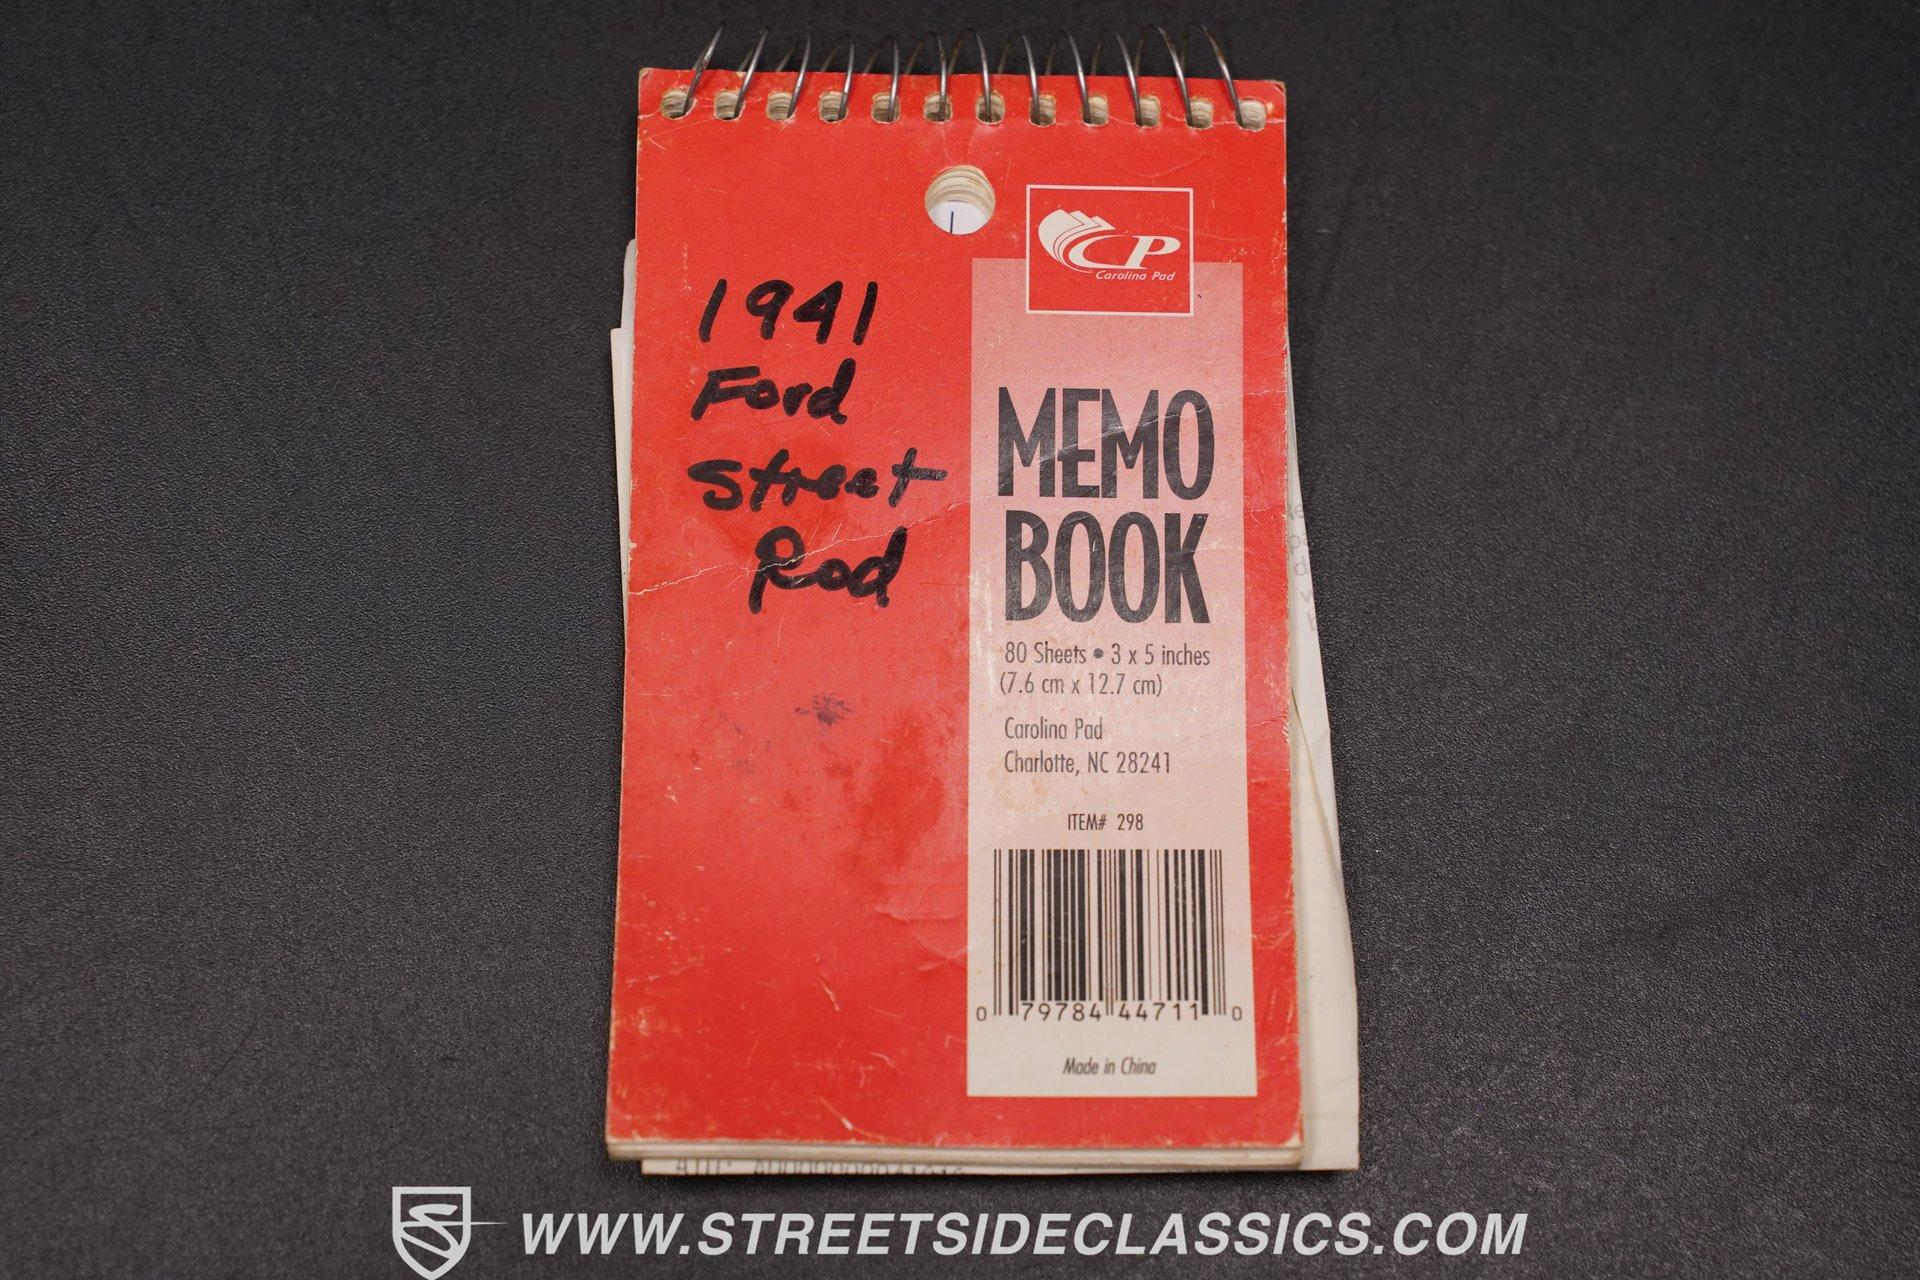 CP
Carolina Pad
1941
Ford
Street
Rod
MEMO
BOOK
80 Sheets • 3 x 5 inches
(7.6 cm x 12.7 cm)
Carolina Pad
Charlotte, NC 28241
ITEM# 298
0 79784 44711 0
Made in China
WWW.STREETSIDECLASSICS.COM